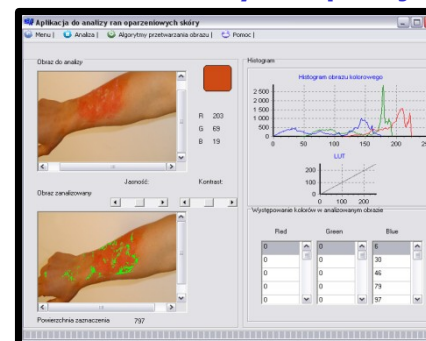 Aplikacja do analizy ran oparzeniowych skóry
Menu | Analiza | Algorytmy przetwarzania obrazu | Pomoc |
Obraz do analizy
R 203
G 69
B 19
Jasność: Kontrast:
Obraz zanalizowany
Powierzchnia zaznaczenia 797
Histogram
Histogram obrazu kolorowego
2 500
2 000
1 500
1 000
500
0
0 50 100 150 200
LUT
200
100
0
0 100 200
Występowanie kolorów w analizowanym obrazie
Red Green Blue
0 0 6
0 0 30
0 0 46
0 0 79
0 0 97